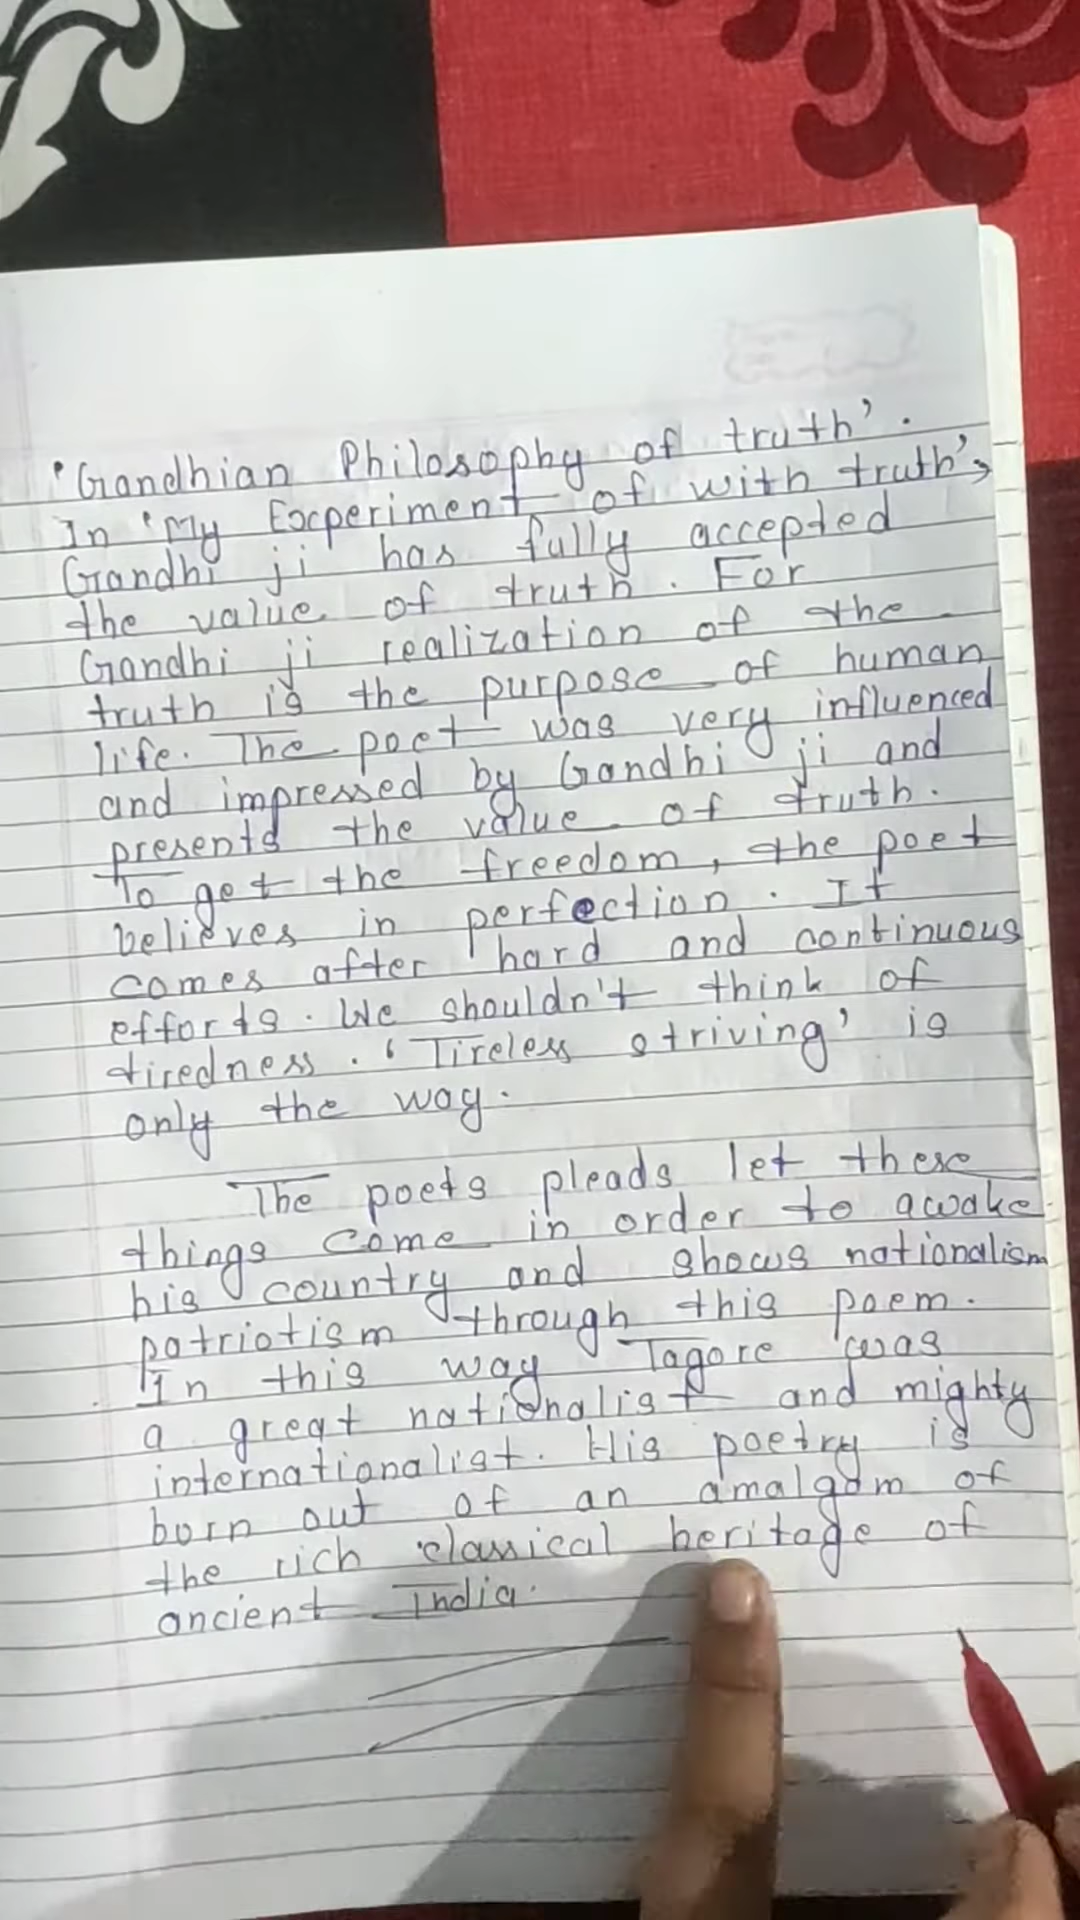 'Gandhian Philosophy of truth'.
In 'My Experiment of with truth',
Gandhi ji has fully accepted
the value of truth. For
Gandhi ji realization of the
truth is the purpose of human
life. The poet was very influenced
and impressed by Gandhi ji and
presents the value of truth.
To get the freedom, the poet
believes in perfection. It
comes after hard and continuous
efforts. We shouldn't think of
tiredness. 'Tireless striving' is
only the way.
The poets pleads let these
things come in order to awake
his country and shows nationalism
patriotism through this poem.
In this way Tagore was
a great nationalist and mighty
internationalist. His poetry is
born out of an amalgam of
the rich classical heritage of
ancient India.